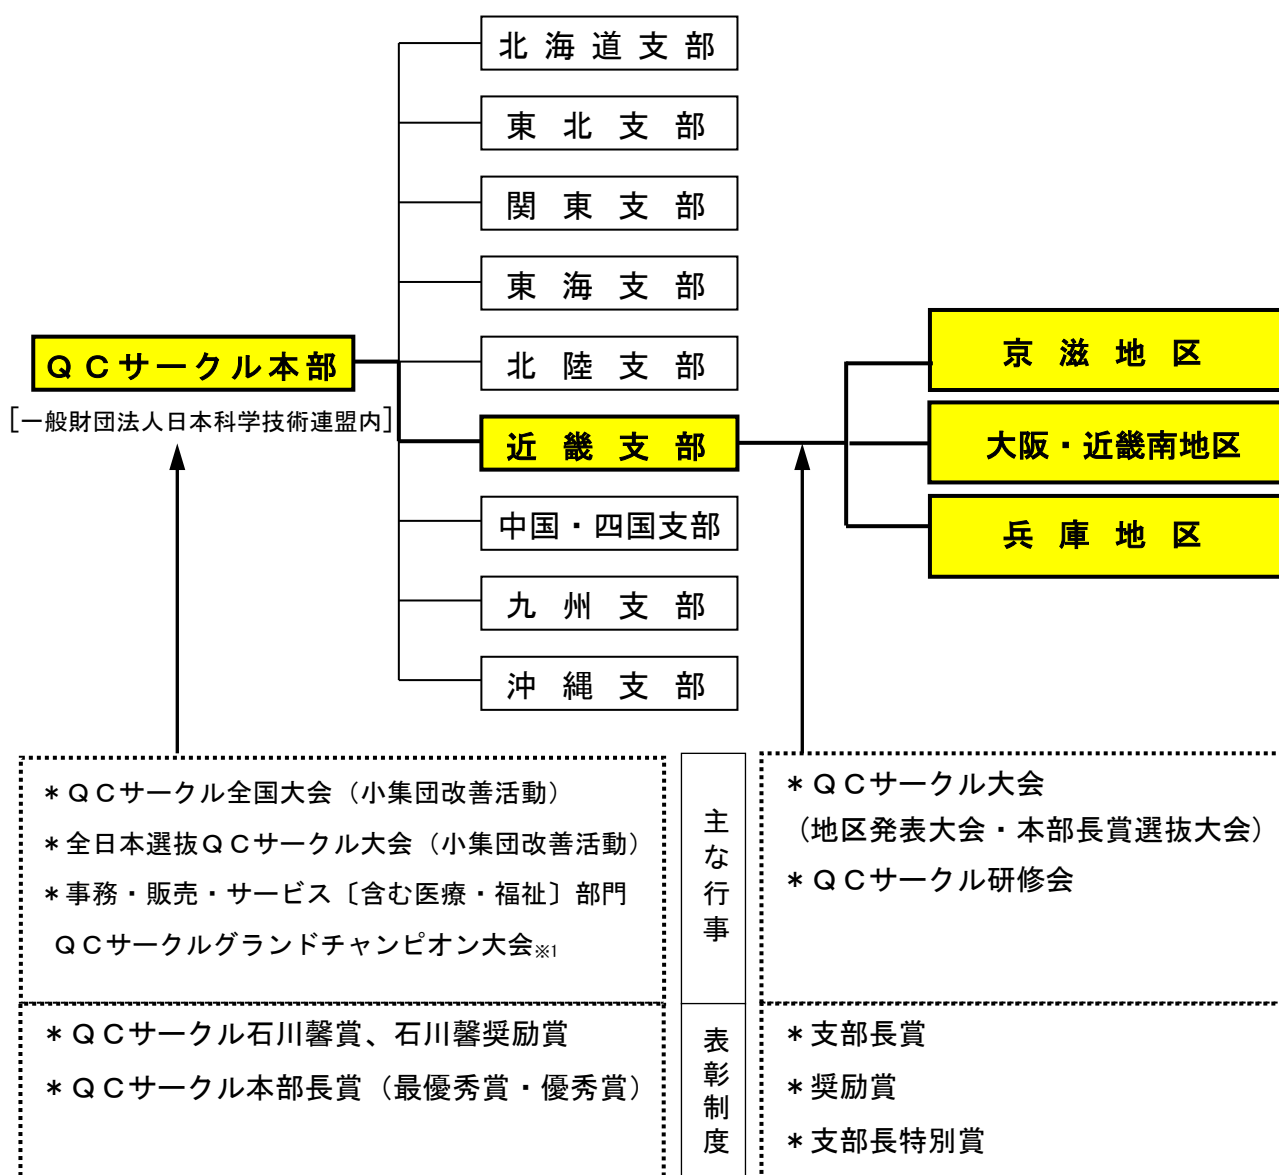 北海道支部
東北支部
関東支部
東海支部
北陸支部
近畿支部
中国・四国支部
九州支部
沖縄支部
ＱＣサークル本部
[一般財団法人日本科学技術連盟内]
京滋地区
大阪・近畿南地区
兵庫地区
＊ＱＣサークル全国大会（小集団改善活動）
＊全日本選抜ＱＣサークル大会（小集団改善活動）
＊事務・販売・サービス〔含む医療・福祉〕部門
ＱＣサークルグランドチャンピオン大会※1
主な行事
＊ＱＣサークル大会
（地区発表大会・本部長賞選抜大会）
＊ＱＣサークル研修会
＊ＱＣサークル石川馨賞、石川馨奨励賞
＊ＱＣサークル本部長賞（最優秀賞・優秀賞）
表彰制度
＊支部長賞
＊奨励賞
＊支部長特別賞